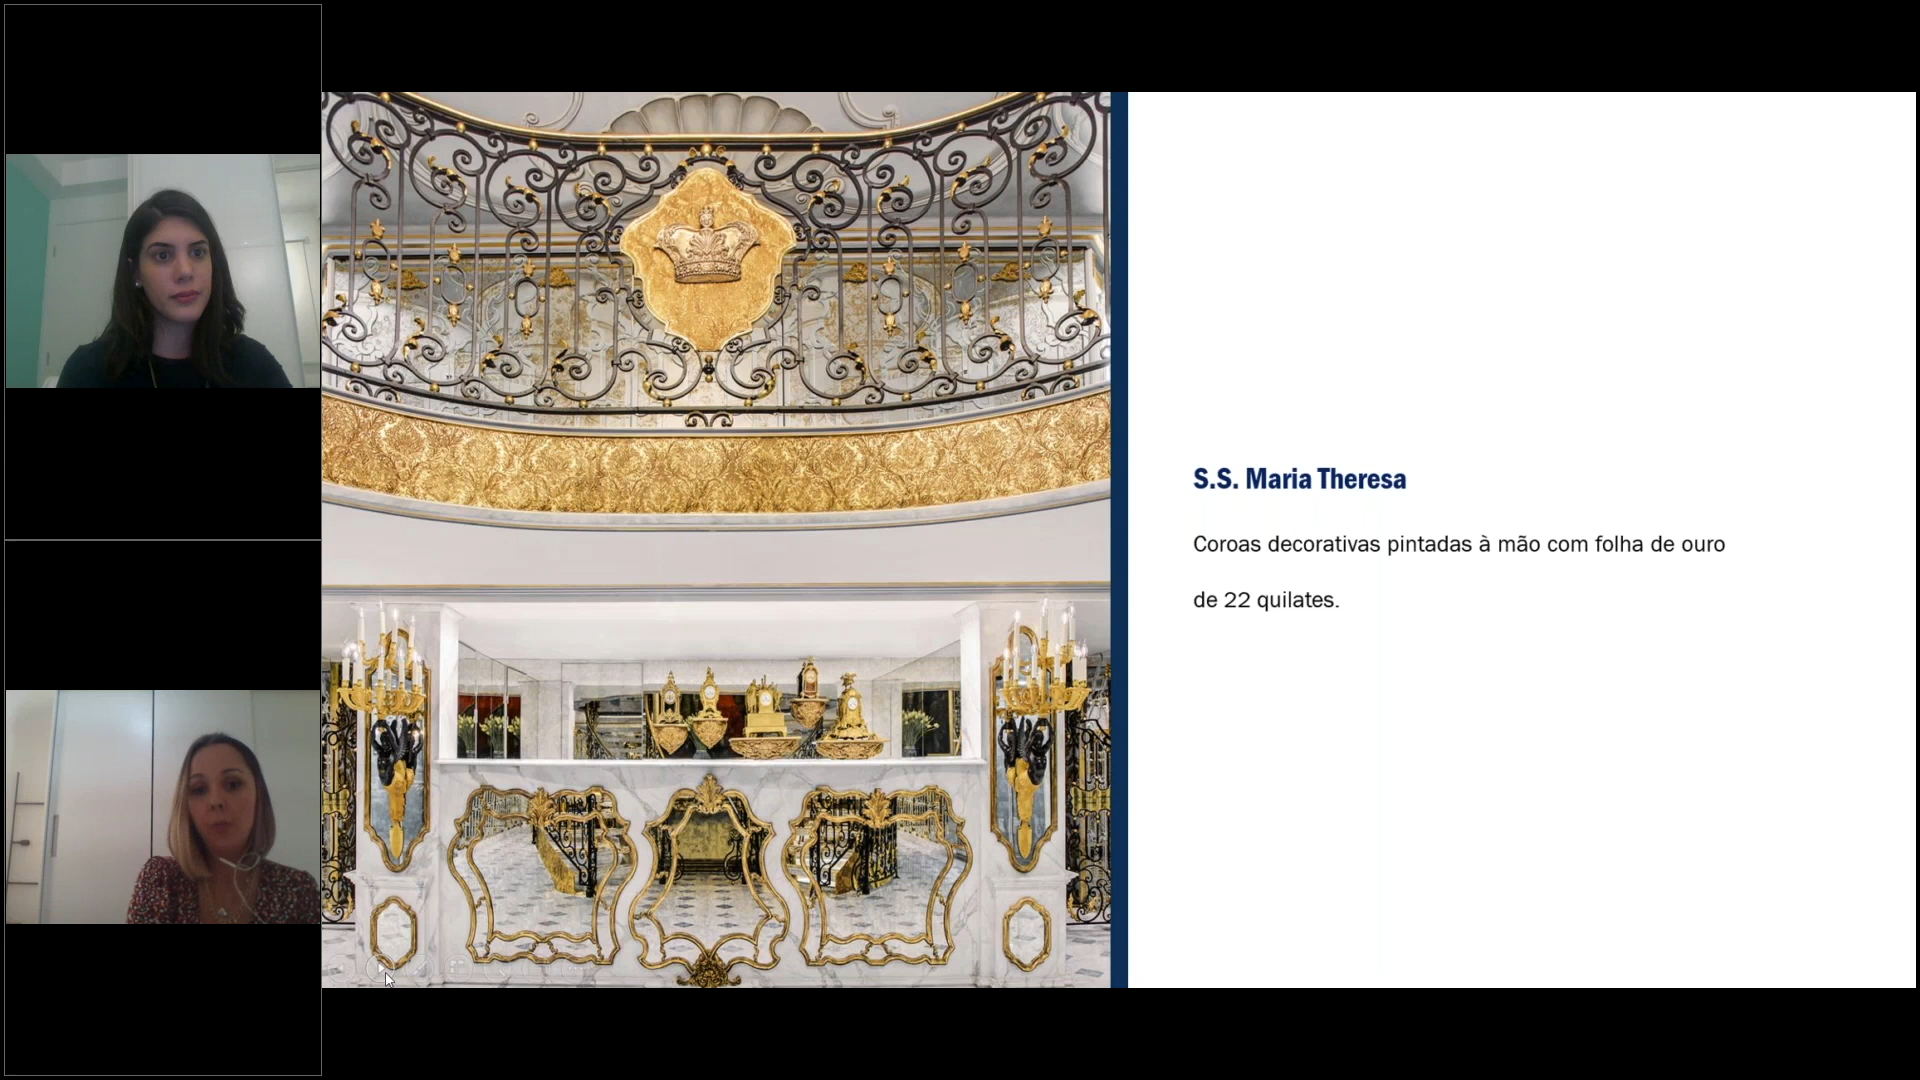 S.S. Maria Theresa
Coroas decorativas pintadas à mão com folha de ouro
de 22 quilates.